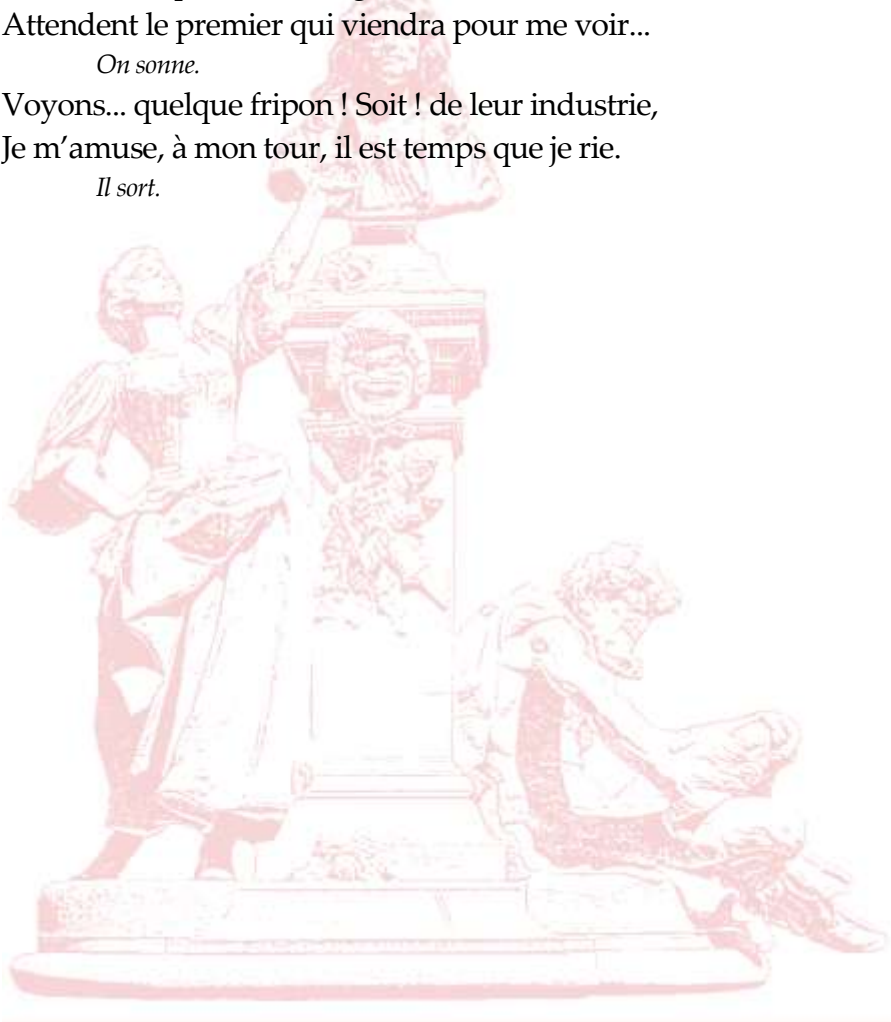 Attendent le premier qui viendra pour me voir...
On sonne.
Voyons... quelque fripon ! Soit ! de leur industrie,
Je m’amuse, à mon tour, il est temps que je rie.
Il sort.